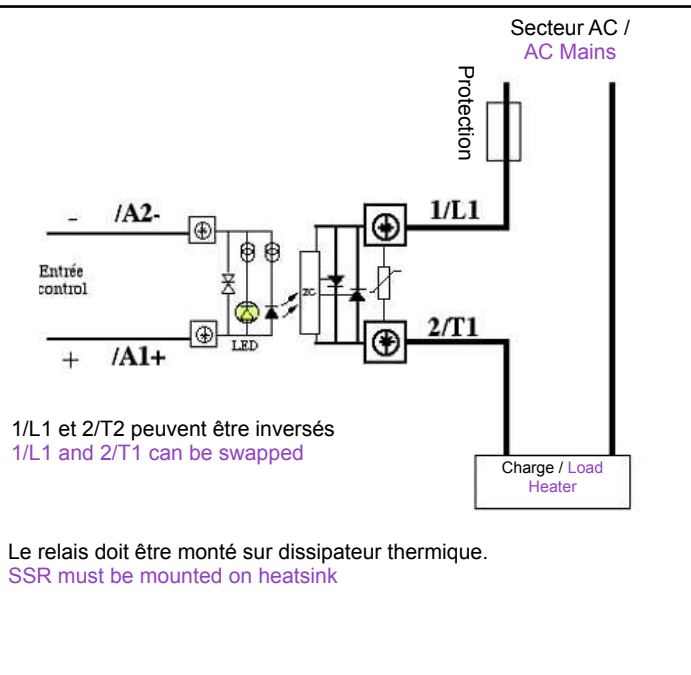 Secteur AC /
AC Mains
Protection
- /A2-
1/L1
Entrée
control
ZC
LED
+ /A1+
2/T1
1/L1 et 2/T2 peuvent être inversés
1/L1 and 2/T1 can be swapped
Charge / Load
Heater
Le relais doit être monté sur dissipateur thermique.
SSR must be mounted on heatsink